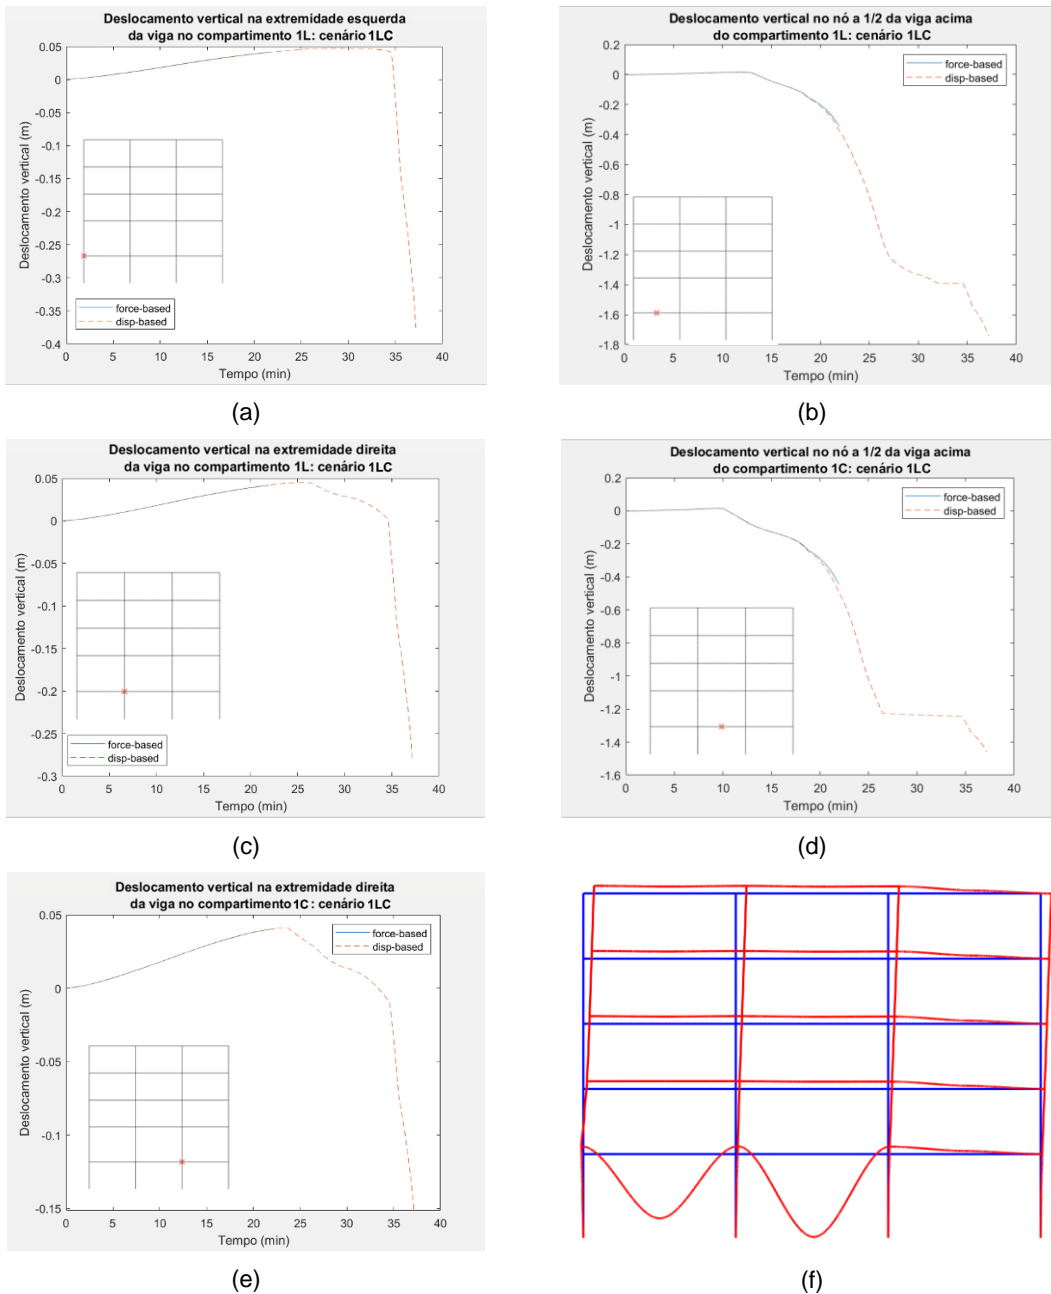 Deslocamento vertical na extremidade esquerda
da viga no compartimento 1L: cenário 1LC
Deslocamento vertical (m)
0.05
0
-0.05
-0.1
-0.15
-0.2
-0.25
-0.3
-0.35
-0.4
force-based
disp-based
0 5 10 15 20 25 30 35 40
Tempo (min)
(a)
Deslocamento vertical no nó a 1/2 da viga acima
do compartimento 1L: cenário 1LC
Deslocamento vertical (m)
0.2
0
-0.2
-0.4
-0.6
-0.8
-1
-1.2
-1.4
-1.6
-1.8
force-based
disp-based
0 5 10 15 20 25 30 35 40
Tempo (min)
(b)
Deslocamento vertical na extremidade direita
da viga no compartimento 1L: cenário 1LC
Deslocamento vertical (m)
0.05
0
-0.05
-0.1
-0.15
-0.2
-0.25
-0.3
force-based
disp-based
0 5 10 15 20 25 30 35 40
Tempo (min)
(c)
Deslocamento vertical no nó a 1/2 da viga acima
do compartimento 1C: cenário 1LC
Deslocamento vertical (m)
0.2
0
-0.2
-0.4
-0.6
-0.8
-1
-1.2
-1.4
-1.6
force-based
disp-based
0 5 10 15 20 25 30 35 40
Tempo (min)
(d)
Deslocamento vertical na extremidade direita
da viga no compartimento 1C : cenário 1LC
Deslocamento vertical (m)
0.05
0
-0.05
-0.1
-0.15
force-based
disp-based
0 5 10 15 20 25 30 35 40
Tempo (min)
(e)
(f)